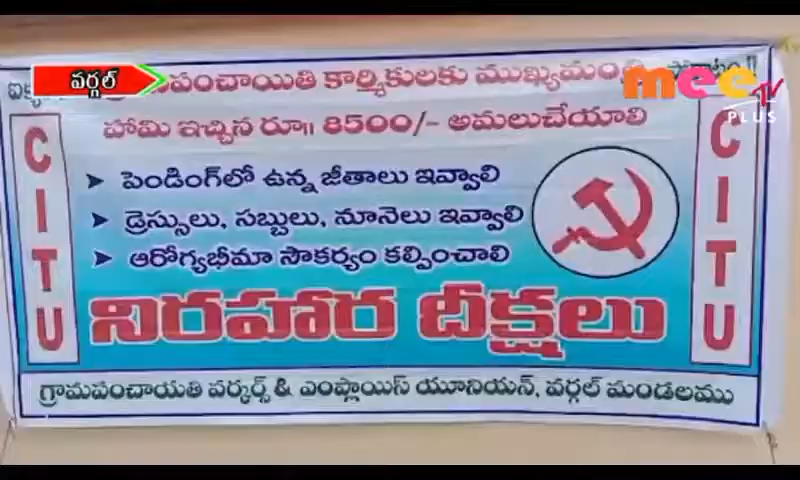 వర్గల్
పంచాయితి కార్మికులకు ముఖ్యమంత్రి
mee TV
PLUS
హామి ఇచ్చిన రూ॥ 8500/- అమలుచేయాలి
CITU
➤ పెండింగ్‌లో ఉన్న జీతాలు ఇవ్వాలి
➤ డ్రెస్సులు, సబ్బులు, నూనెలు ఇవ్వాలి
➤ ఆరోగ్యభీమా సౌకర్యం కల్పించాలి
CITU
నిరహార దీక్షలు
గ్రామపంచాయతి వర్కర్స్ & ఎంప్లాయిస్ యూనియన్, వర్గల్ మండలము